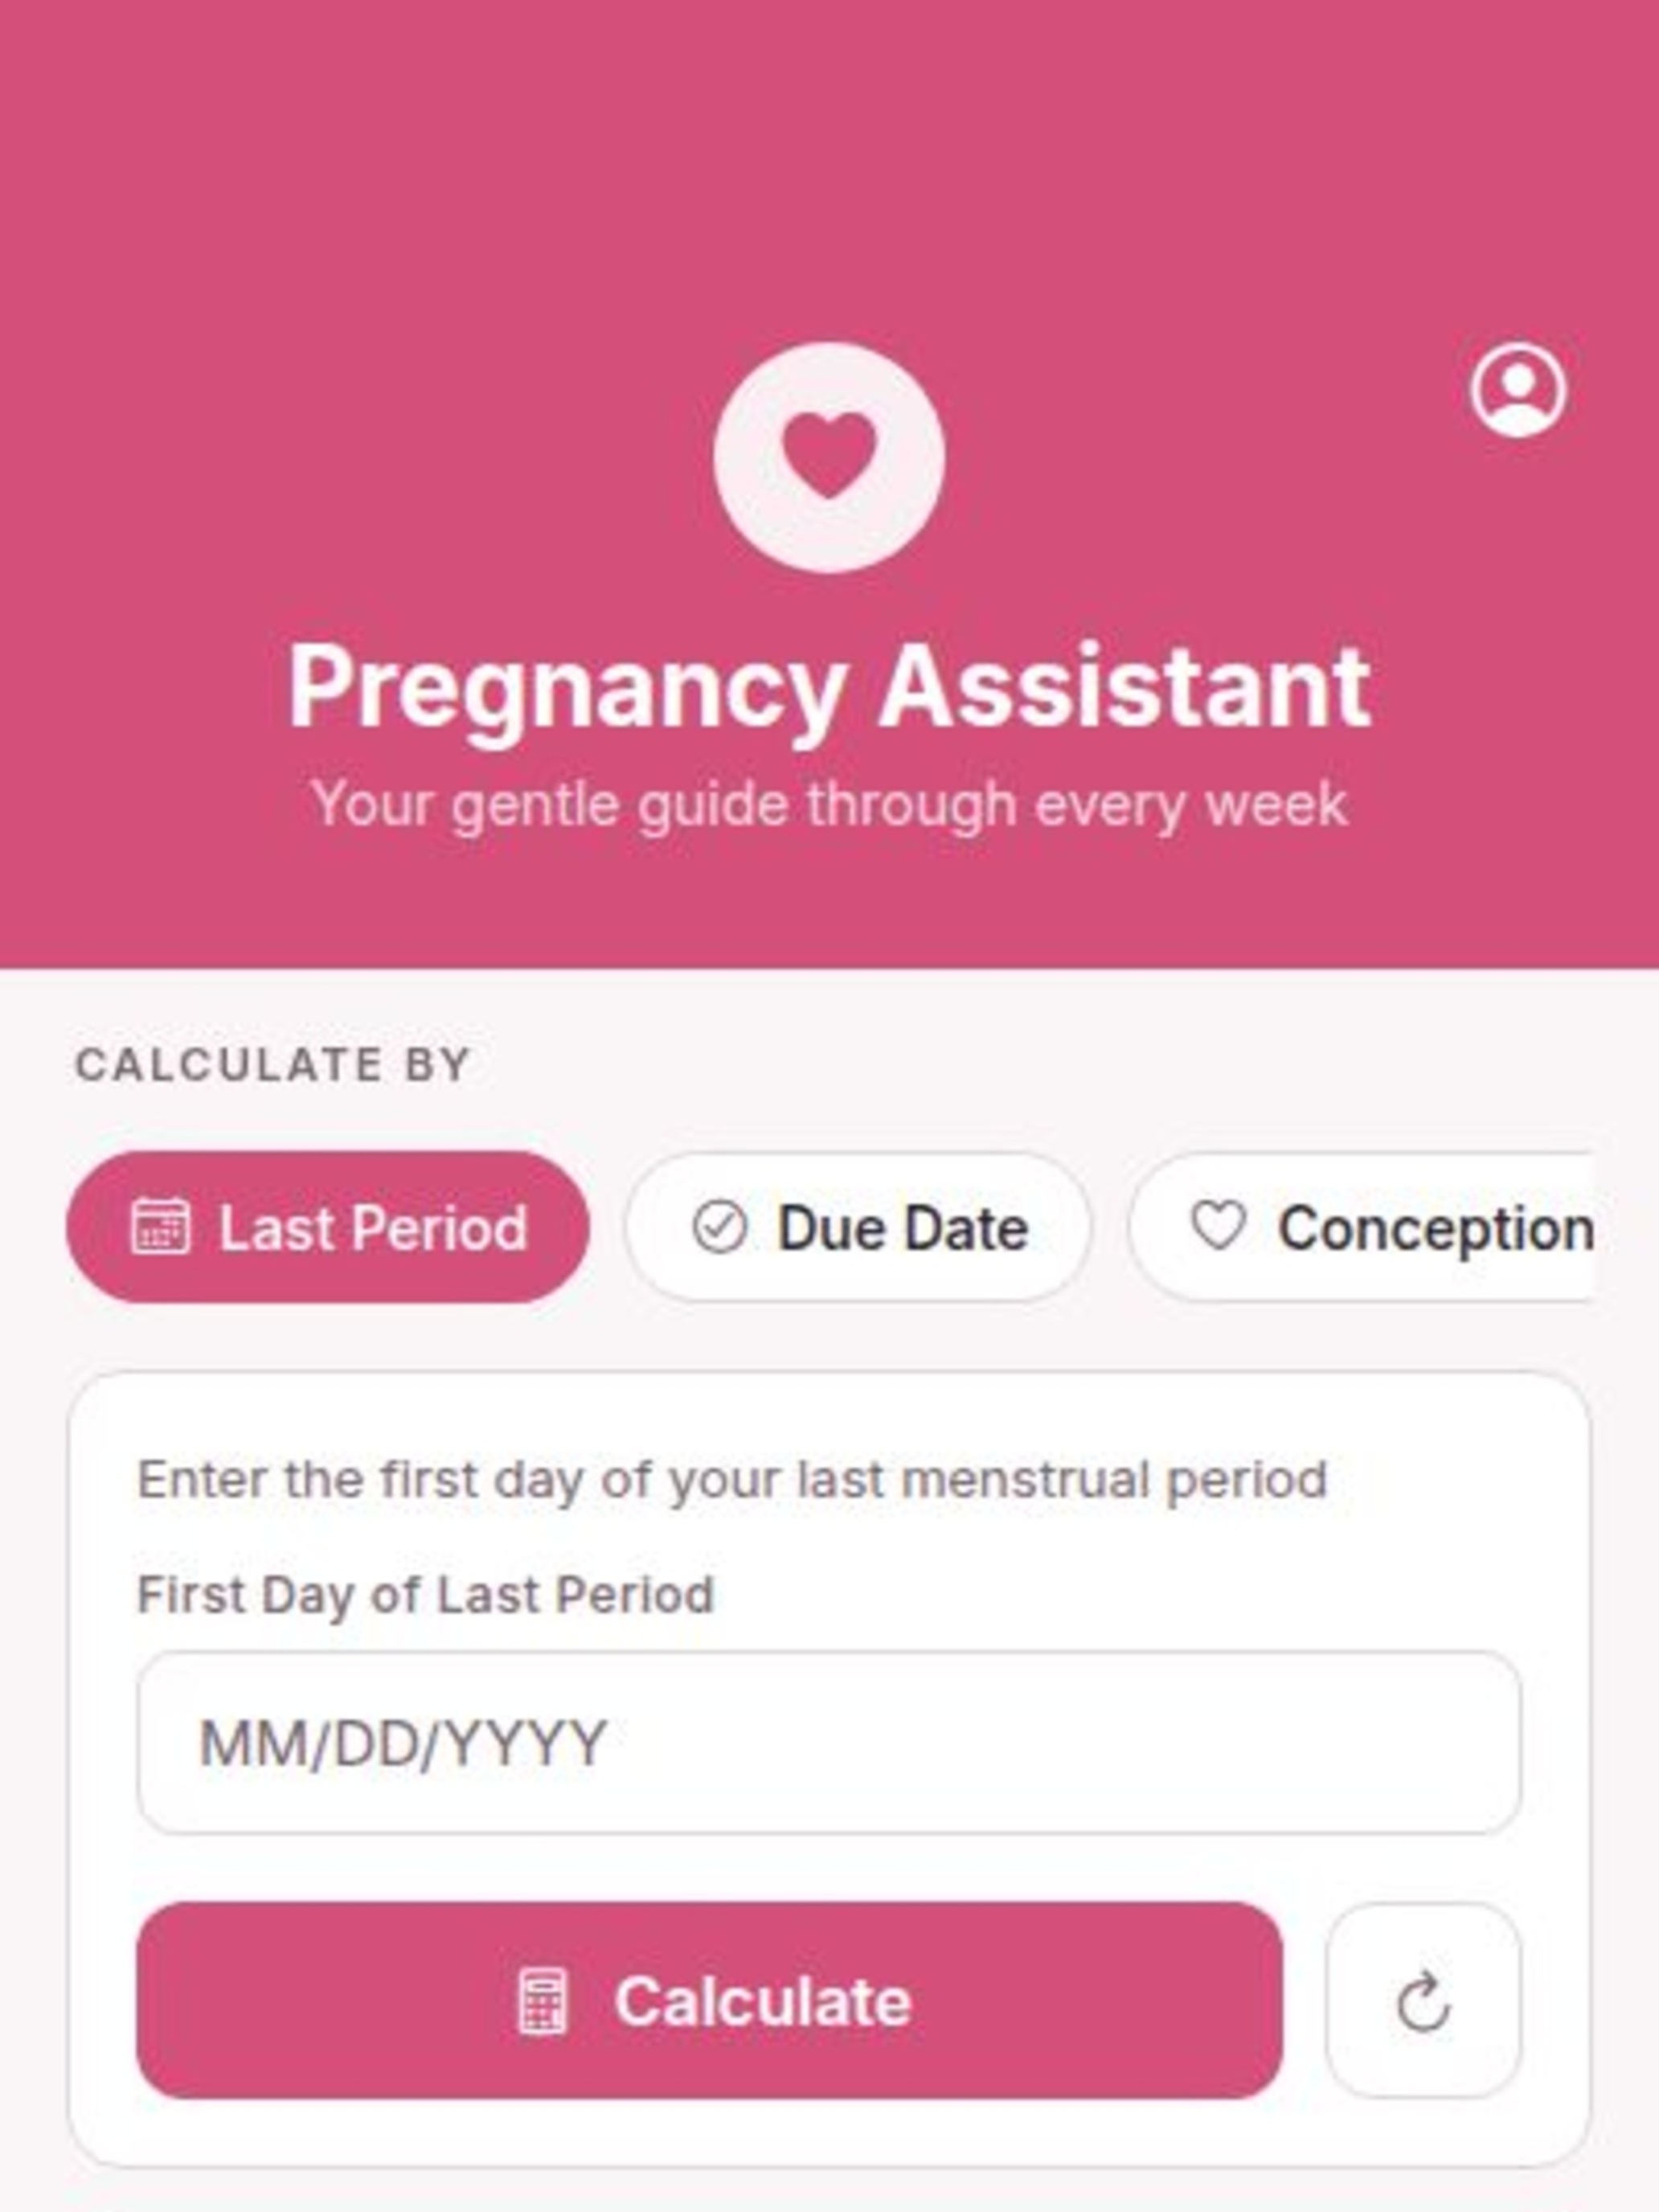 Pregnancy Assistant
Your gentle guide through every week
CALCULATE BY
Last Period
Due Date
Conception
Enter the first day of your last menstrual period
First Day of Last Period
MM/DD/YYYY
Calculate